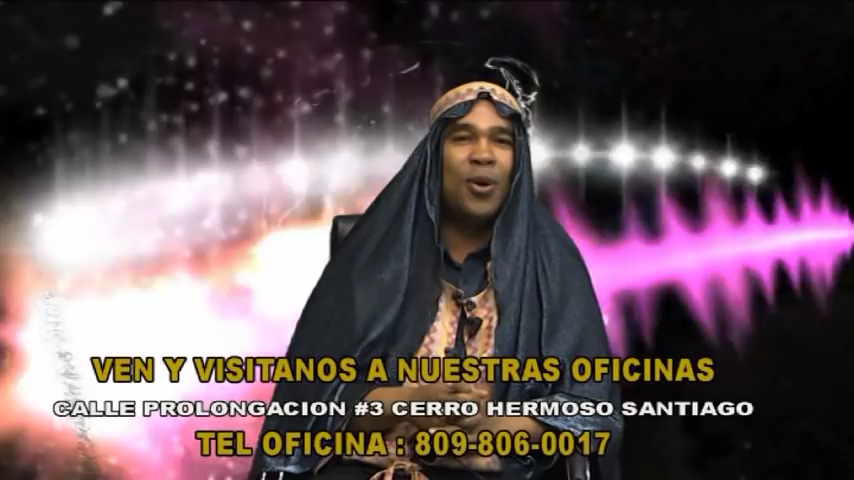 VEN Y VISITANOS A NUESTRAS OFICINAS
CALLE PROLONGACION #3 CERRO HERMOSO SANTIAGO
TEL OFICINA : 809-806-0017